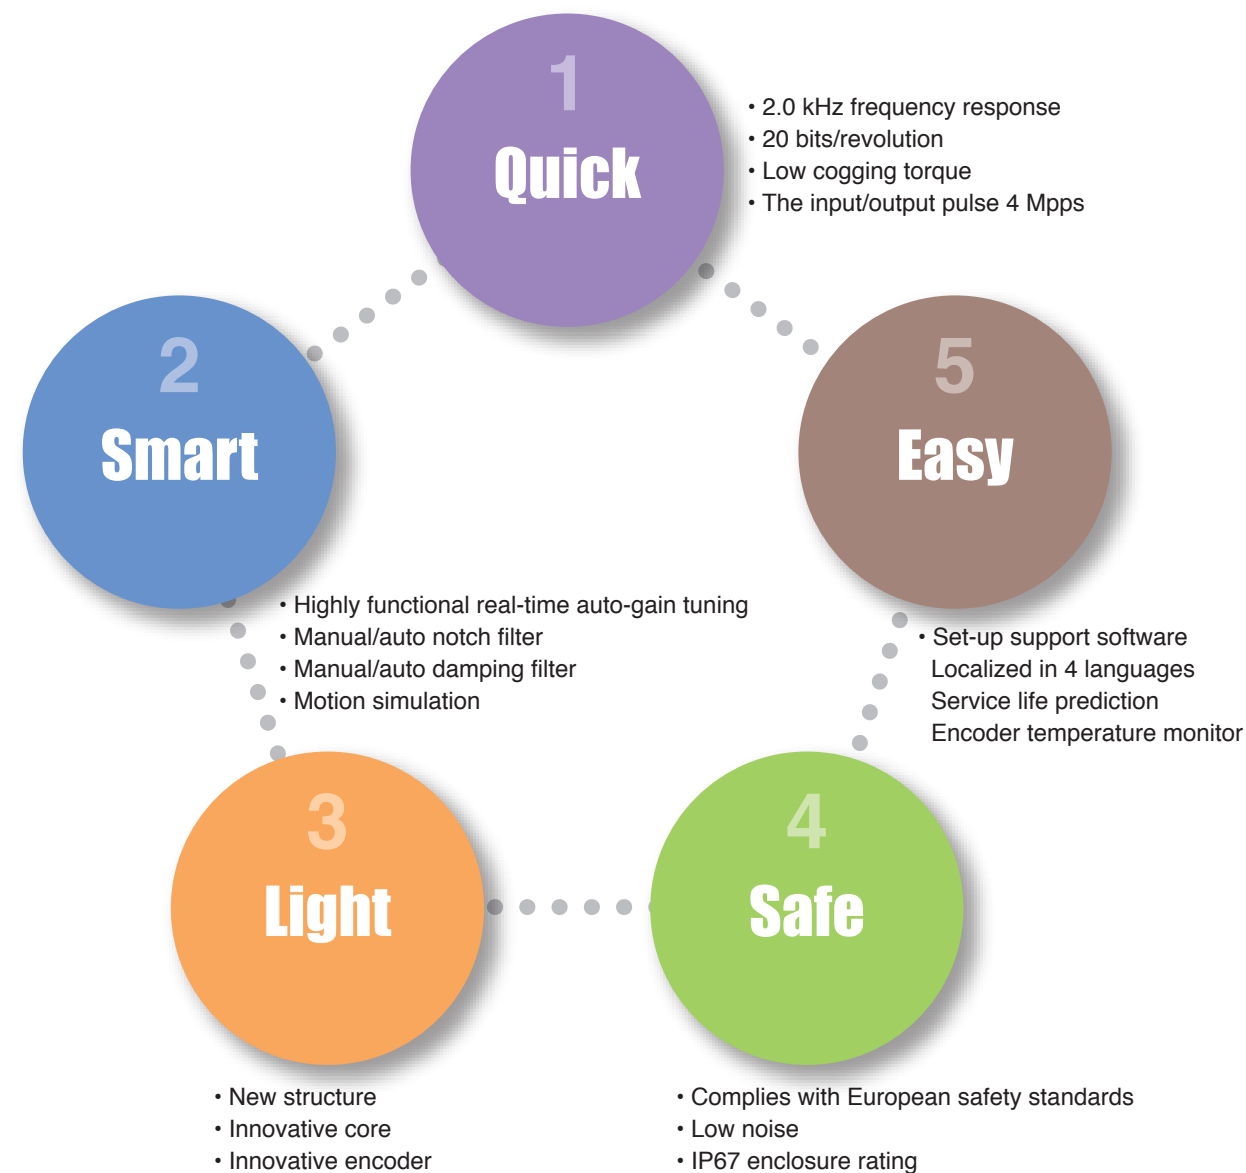 1
Quick
• 2.0 kHz frequency response
• 20 bits/revolution
• Low cogging torque
• The input/output pulse 4 Mpps
2
Smart
• Highly functional real-time auto-gain tuning
• Manual/auto notch filter
• Manual/auto damping filter
• Motion simulation
3
Light
• New structure
• Innovative core
• Innovative encoder
4
Safe
• Complies with European safety standards
• Low noise
• IP67 enclosure rating
5
Easy
• Set-up support software
Localized in 4 languages
Service life prediction
Encoder temperature monitor